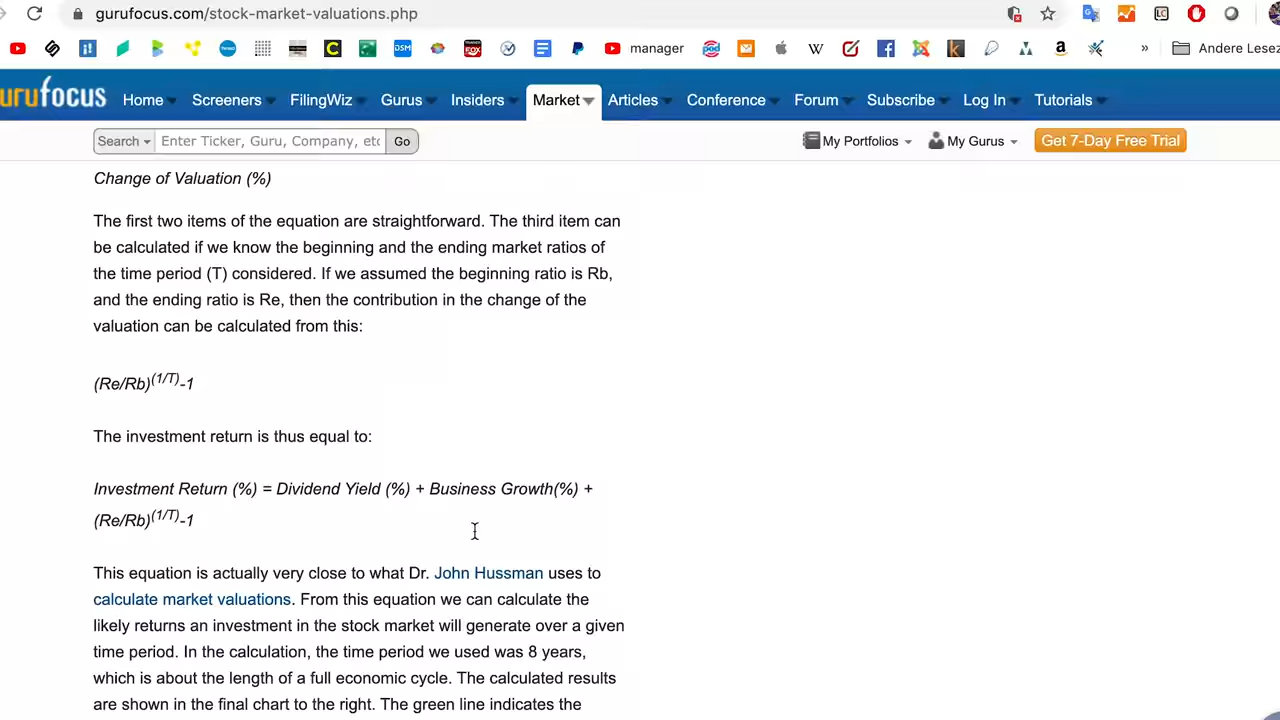 gurufocus.com/stock-market-valuations.php
manager
Andere Lesez
urufocus Home Screeners FilingWiz Gurus Insiders Market Articles Conference Forum Subscribe Log In Tutorials
Search Enter Ticker, Guru, Company, etc Go My Portfolios My Gurus Get 7-Day Free Trial
Change of Valuation (%)
The first two items of the equation are straightforward. The third item can
be calculated if we know the beginning and the ending market ratios of
the time period (T) considered. If we assumed the beginning ratio is Rb,
and the ending ratio is Re, then the contribution in the change of the
valuation can be calculated from this:
(Re/Rb)^(1/T)-1
The investment return is thus equal to:
Investment Return (%) = Dividend Yield (%) + Business Growth(%) +
(Re/Rb)^(1/T)-1
This equation is actually very close to what Dr. John Hussman uses to
calculate market valuations. From this equation we can calculate the
likely returns an investment in the stock market will generate over a given
time period. In the calculation, the time period we used was 8 years,
which is about the length of a full economic cycle. The calculated results
are shown in the final chart to the right. The green line indicates the